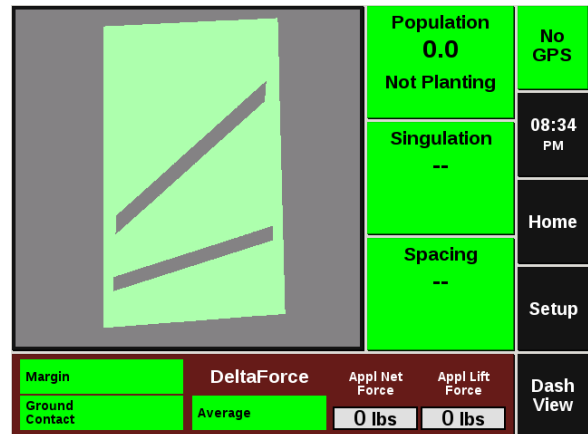 Population
0.0
Not Planting
Singulation
--
Spacing
--
No
GPS
08:34
PM
Home
Setup
Dash
View
Margin
Ground
Contact
DeltaForce
Average
Appl Net
Force
0 lbs
Appl Lift
Force
0 lbs